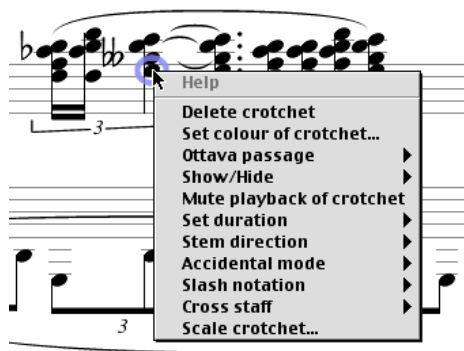 Help
3
Delete crotchet
Set colour of crotchet...
Ottava passage
Show/Hide
Mute playback of crotchet
Set duration
Stem direction
Accidental mode
Slash notation
Cross staff
3
Scale crotchet...